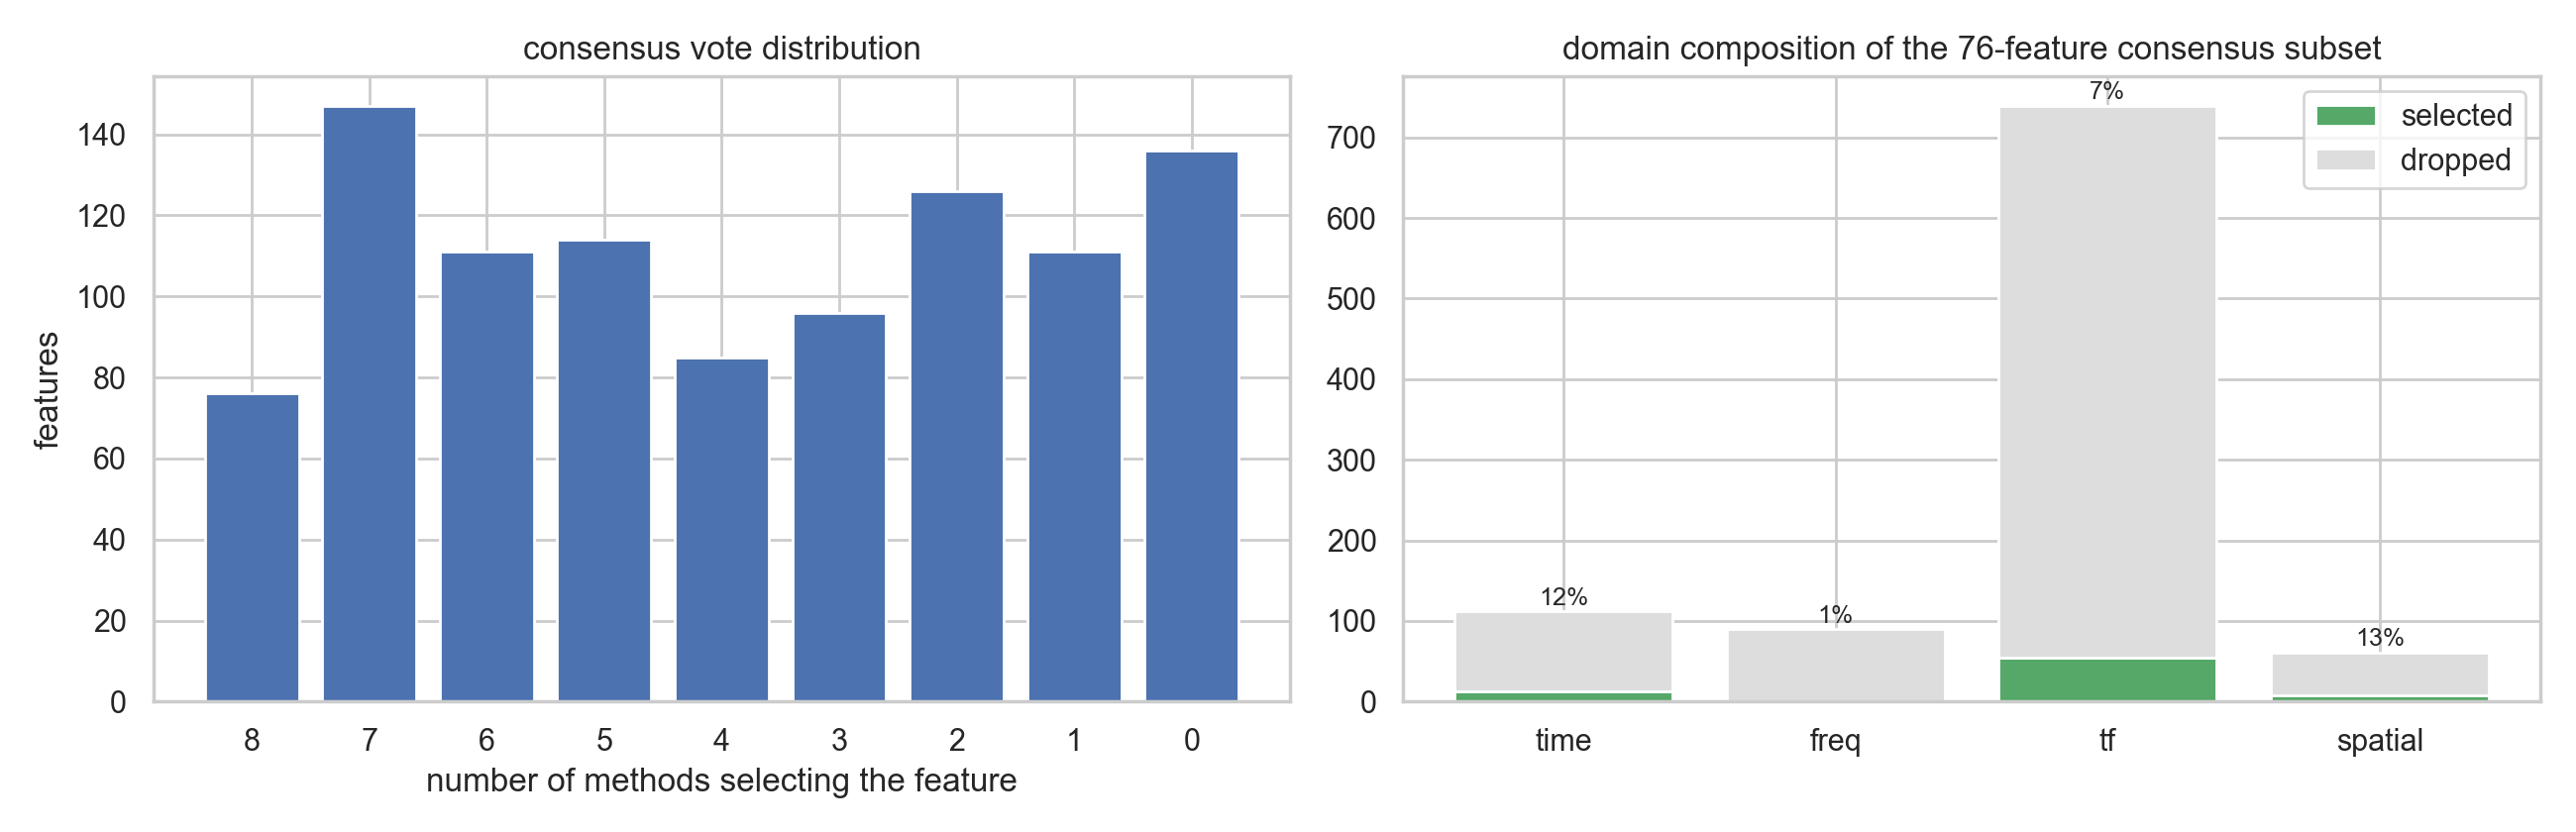 consensus vote distribution
features
140
120
100
80
60
40
20
0
8 7 6 5 4 3 2 1 0
number of methods selecting the feature
domain composition of the 76-feature consensus subset
700
600
500
400
300
200
100
0
12% 1% 7% 13%
time freq tf spatial
selected
dropped